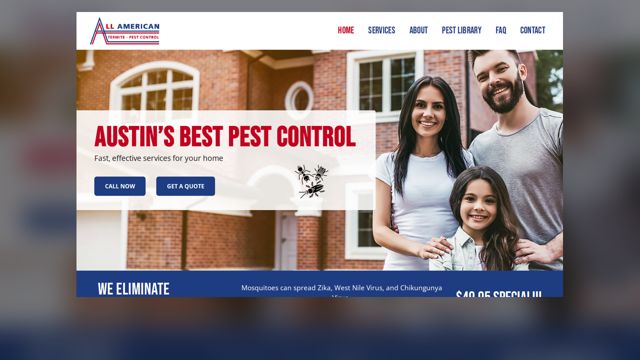 ALL AMERICAN
TERMITE · PEST CONTROL
HOME SERVICES ABOUT PEST LIBRARY FAQ CONTACT
AUSTIN'S BEST PEST CONTROL
Fast, effective services for your home
CALL NOW GET A QUOTE
WE ELIMINATE
Mosquitoes can spread Zika, West Nile Virus, and Chikungunya